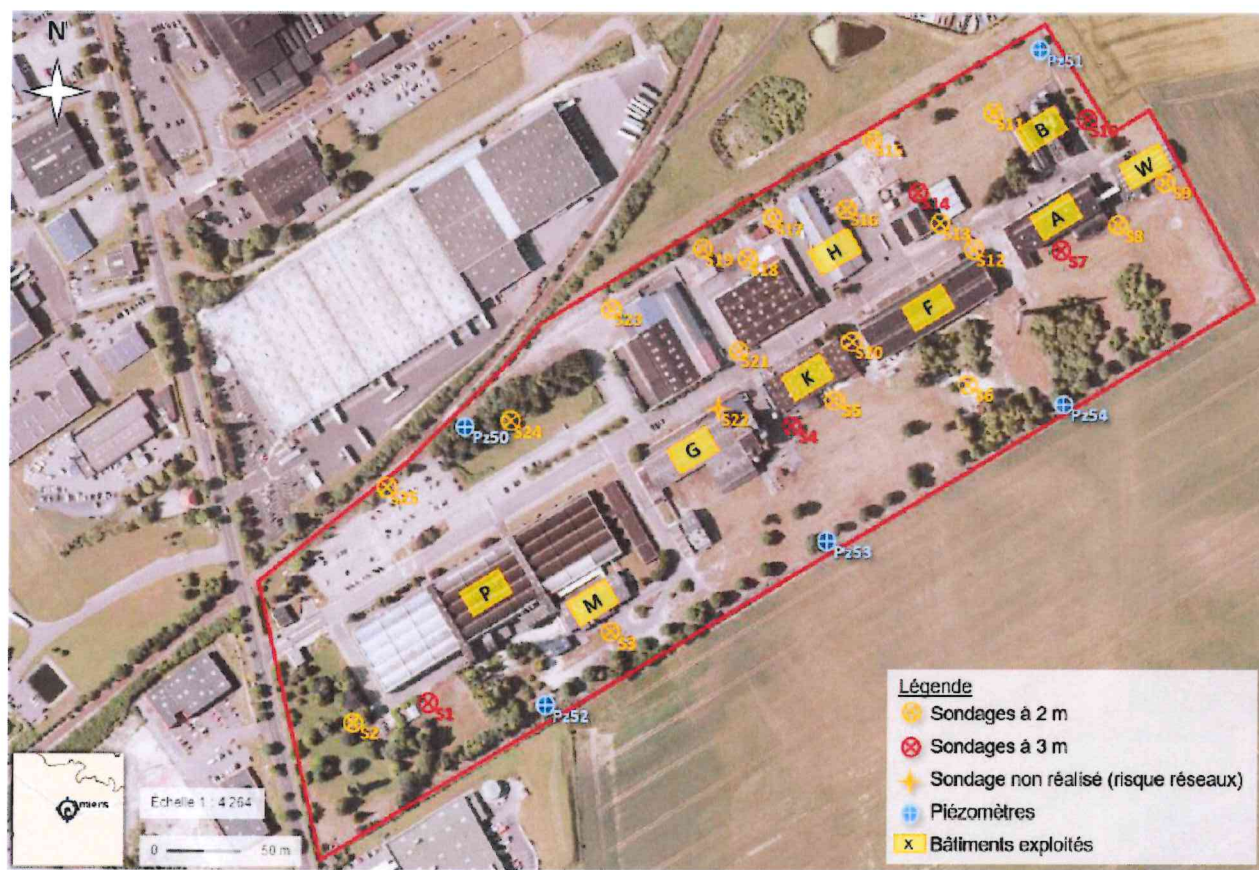 N
Pz51
S11
B
S10
W
S15
S9
S14
A
S16
S8
S17
S13
S7
H
S12
S19
S18
F
S23
S20
S21
K
S6
S5
Pz54
S22
S24
Pz50
S4
G
S25
Pz53
P
M
S3
S1
Pz52
S2
Légende
Sondages à 2 m
Sondages à 3 m
Sondage non réalisé (risque réseaux)
Piézomètres
X Bâtiments exploités
Échelle 1 : 4 264
0 50 m